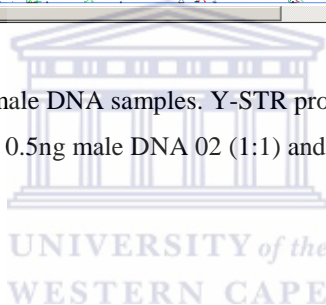 male DNA samples. Y-STR pro
0.5ng male DNA 02 (1:1) and
UNIVERSITY of the
WESTERN CAPE